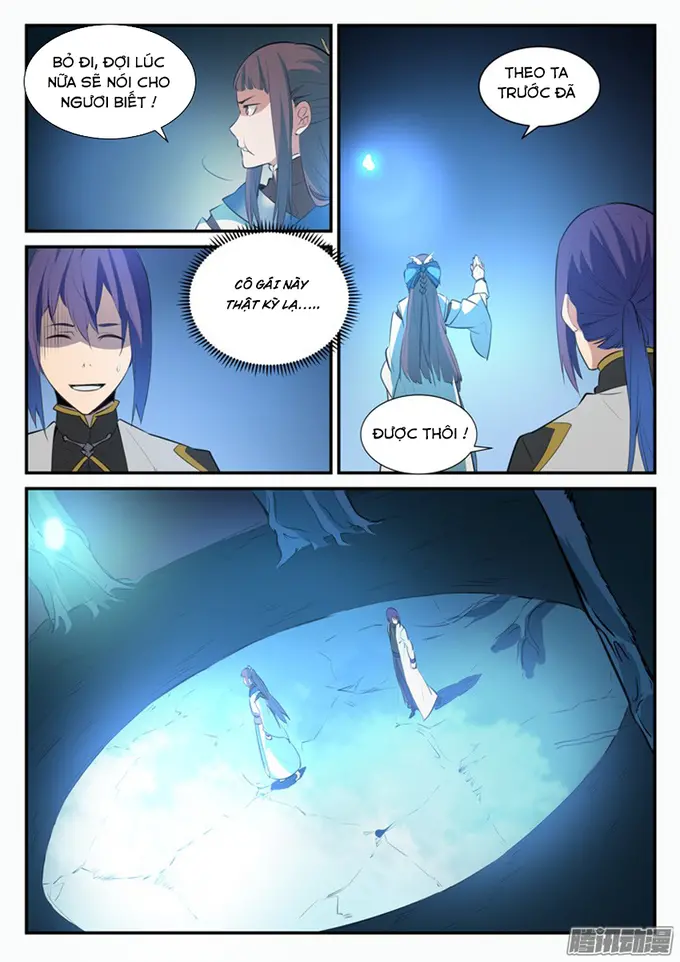 BỎ ĐI, ĐỢI LÚC
NỮA SẼ NÓI CHO
NGƯƠI BIẾT !
THEO TA
TRƯỚC ĐÃ
CÔ GÁI NÀY
THẬT KỲ LẠ.....
ĐƯỢC THÔI !
腾讯动漫